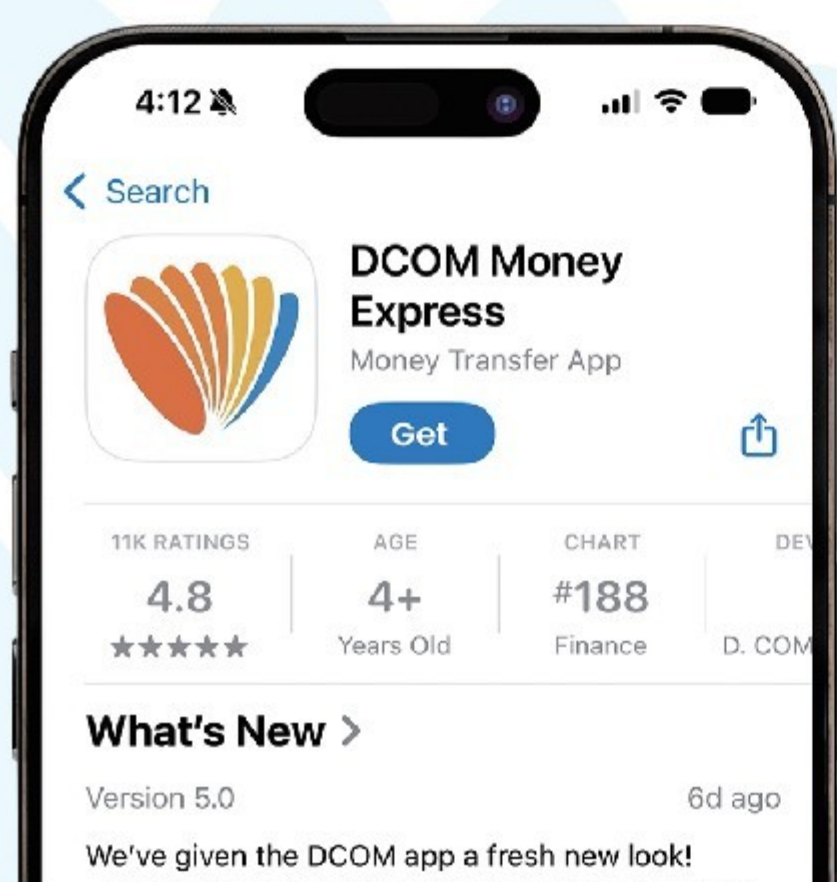 4:12
Search
DCOM Money
Express
Money Transfer App
Get
11K RATINGS
AGE
CHART
DEV
4.8
4+
#188
Years Old
Finance
D. COM
What's New
Version 5.0
6d ago
We've given the DCOM app a fresh new look!